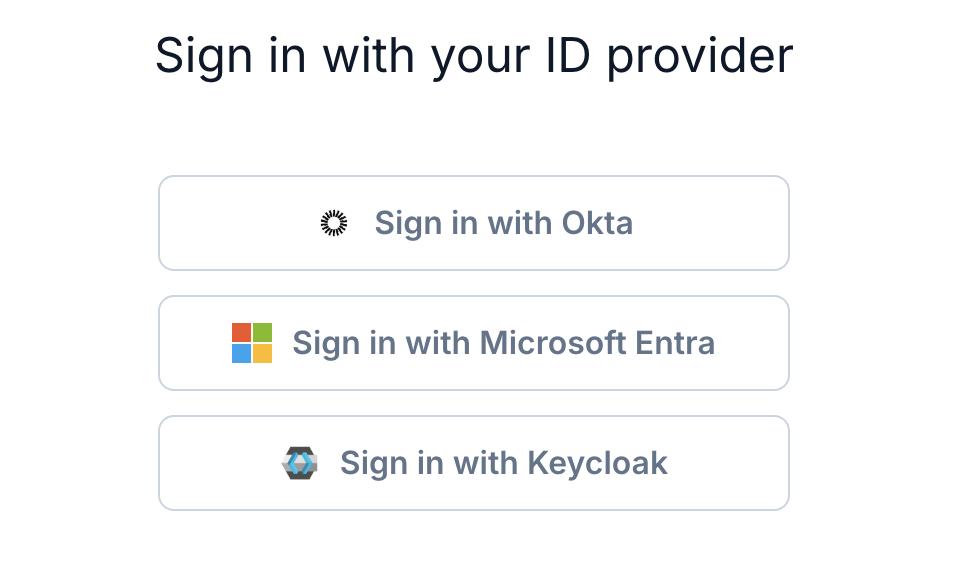 Sign in with your ID provider
Sign in with Okta
Sign in with Microsoft Entra
Sign in with Keycloak